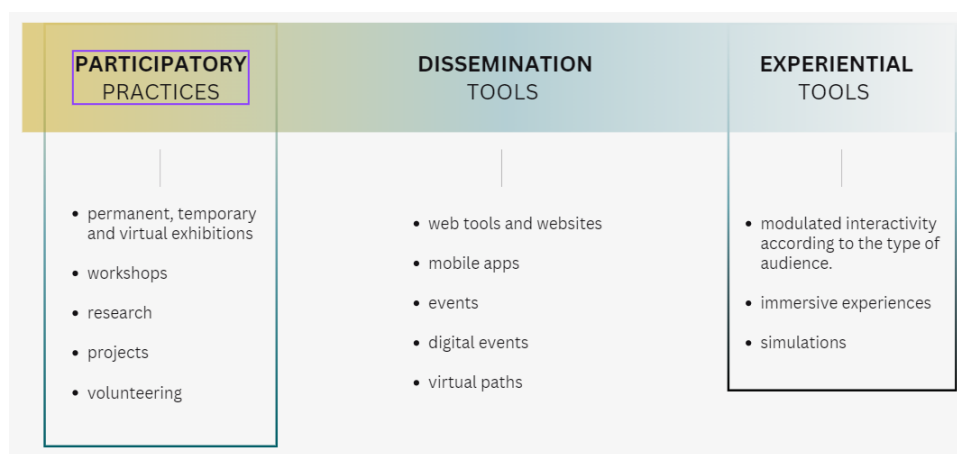 PARTICIPATORY
PRACTICES
• permanent, temporary
and virtual exhibitions
• workshops
• research
• projects
• volunteering
DISSEMINATION
TOOLS
• web tools and websites
• mobile apps
• events
• digital events
• virtual paths
EXPERIENTIAL
TOOLS
• modulated interactivity
according to the type of
audience.
• immersive experiences
• simulations